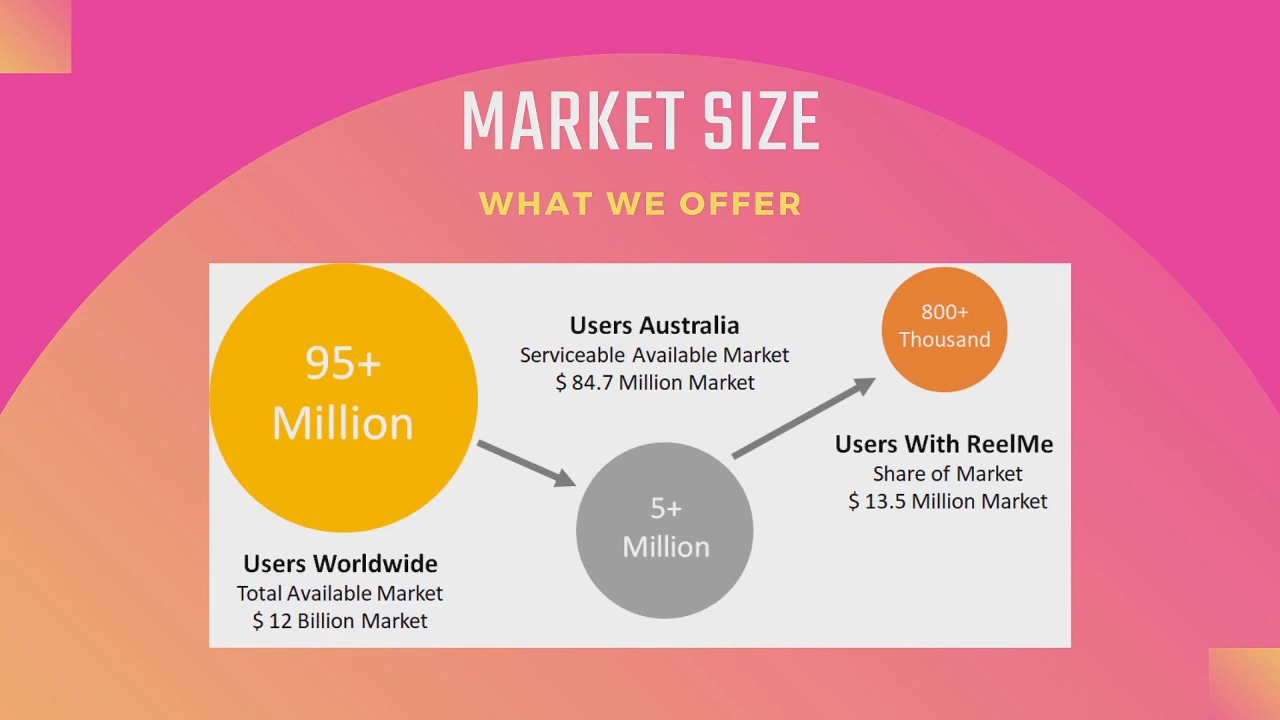 MARKET SIZE
WHAT WE OFFER
95+
Million
Users Worldwide
Total Available Market
$ 12 Billion Market
Users Australia
Serviceable Available Market
$ 84.7 Million Market
5+
Million
800+
Thousand
Users With ReelMe
Share of Market
$ 13.5 Million Market